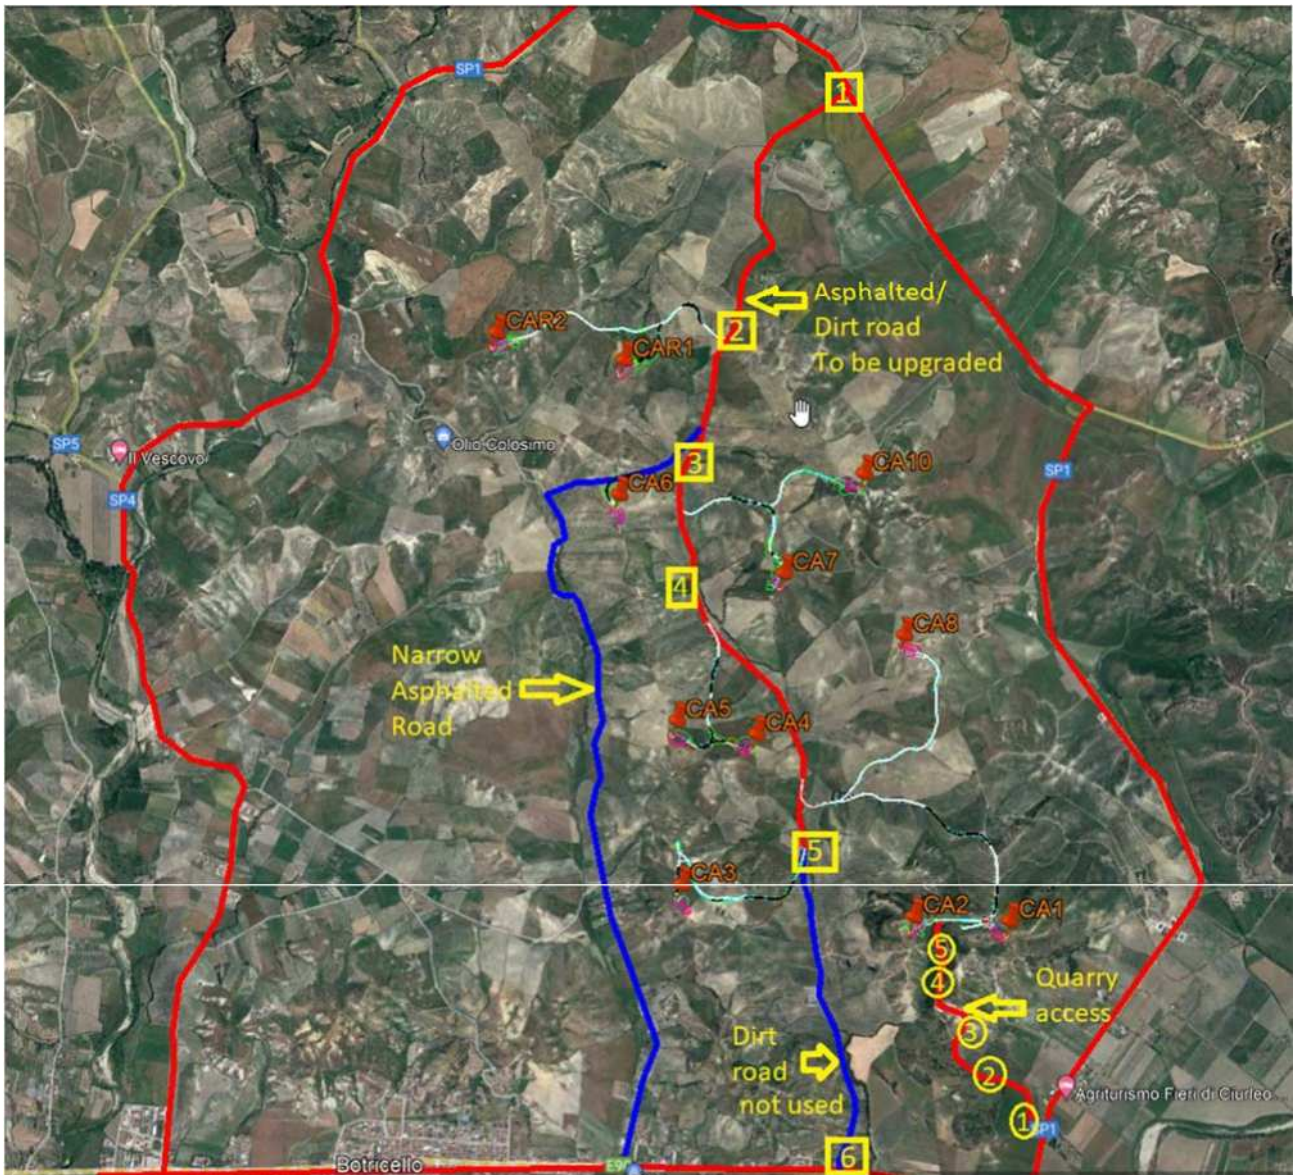 SP1
1
Asphalted/
Dirt road
To be upgraded
CAR2
CAR1
2
SP5
Il Vescovo
Olio Colosimo
3
CA6
CA10
SP1
SP4
CA7
4
CA8
Narrow
Asphalted
Road
CA5
CA4
5
CA3
CA2
CA1
5
4
Quarry
access
3
Dirt
road
not used
2
Agriturismo Fieri di Ciurleo...
1
SP1
6
Botricello